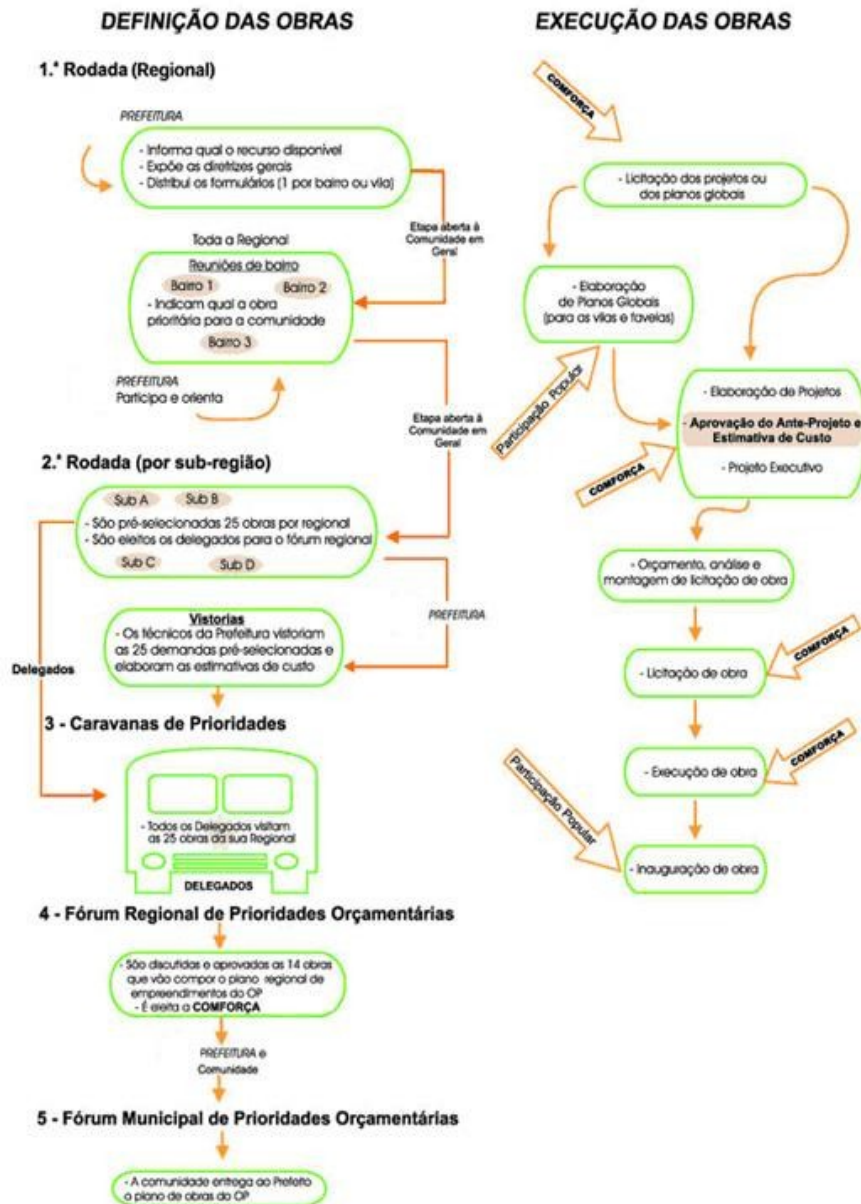 DEFINIÇÃO DAS OBRAS
1.ª Rodada (Regional)
PREFEITURA
- Informa qual o recurso disponível
- Expõe as diretrizes gerais
- Distribui os formulários (1 por bairro ou vila)
Etapa aberta à
Comunidade em
Geral
Toda a Regional
Reuniões de bairro
Bairro 1
Bairro 2
- Indicam qual a obra
prioritária para a comunidade
Bairro 3
PREFEITURA
Participa e orienta
Etapa aberta à
Comunidade em
Geral
2.ª Rodada (por sub-região)
Sub A
Sub B
- São pré-selecionadas 25 obras por regional
- São eleitos os delegados para o fórum regional
Sub C
Sub D
PREFEITURA
Vistorias
- Os técnicos da Prefeitura vistoriam
as 25 demandas pré-selecionadas e
elaboram as estimativas de custo
Delegados
3 - Caravanas de Prioridades
- Todos os Delegados visitam
as 25 obras da sua Regional
DELEGADOS
4 - Fórum Regional de Prioridades Orçamentárias
- São discutidas e aprovadas as 14 obras
que vão compor o plano regional de
empreendimentos do OP
- É eleita a COMFORÇA
PREFEITURA e
Comunidade
5 - Fórum Municipal de Prioridades Orçamentárias
- A comunidade entrega ao Prefeito
o plano de obras do OP
EXECUÇÃO DAS OBRAS
COMFORÇA
- Licitação dos projetos ou
dos planos globais
- Elaboração
de Planos Globais
(para as vilas e favelas)
Participação Popular
- Elaboração de Projetos
- Aprovação do Ante-Projeto e
Estimativa de Custo
- Projeto Executivo
COMFORÇA
- Orçamento, análise e
montagem de licitação de obra
COMFORÇA
- Licitação de obra
COMFORÇA
- Execução de obra
Participação Popular
- Inauguração de obra